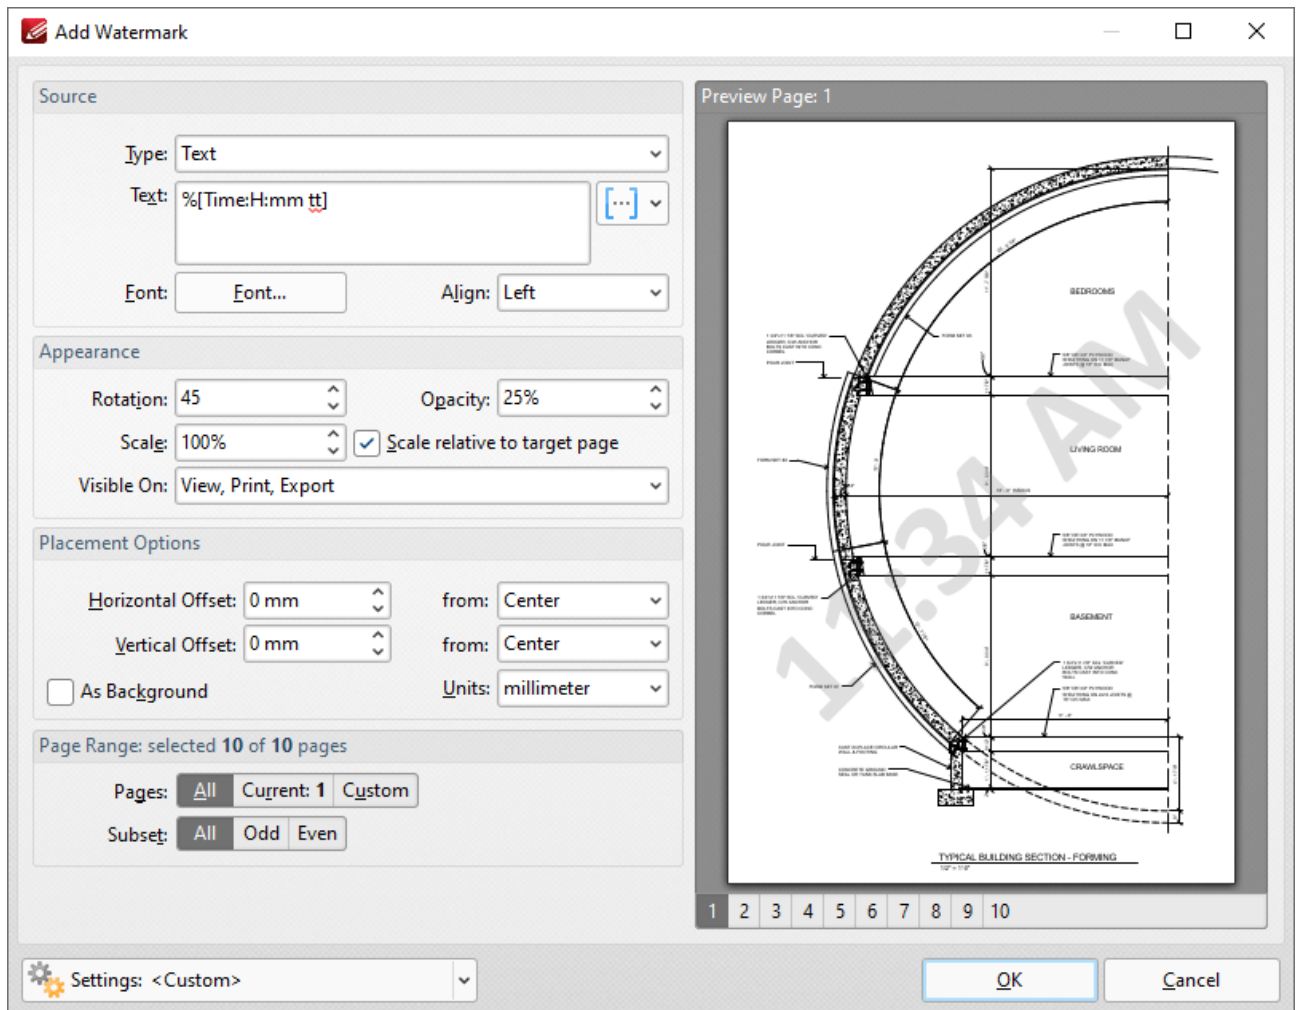 Add Watermark
Source
Type: Text
Text: %[Time:H:mm tt]
Font: Font...
Align: Left
Appearance
Rotation: 45
Opacity: 25%
Scale: 100%
Scale relative to target page
Visible On: View, Print, Export
Placement Options
Horizontal Offset: 0 mm
from: Center
Vertical Offset: 0 mm
from: Center
As Background
Units: millimeter
Page Range: selected 10 of 10 pages
Pages: All Current: 1 Custom
Subset: All Odd Even
Preview Page: 1
BEDROOMS
LIVING ROOM
11:34 AM
BASEMENT
CRAWLSPACE
TYPICAL BUILDING SECTION - FORMING
1 2 3 4 5 6 7 8 9 10
Settings: <Custom>
OK
Cancel